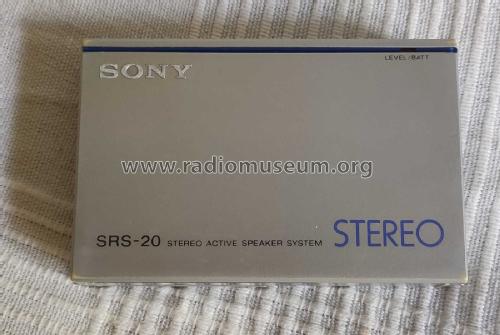 LEVEL/BATT
SONY
www.radiomuseum.org
SRS-20 STEREO ACTIVE SPEAKER SYSTEM STEREO